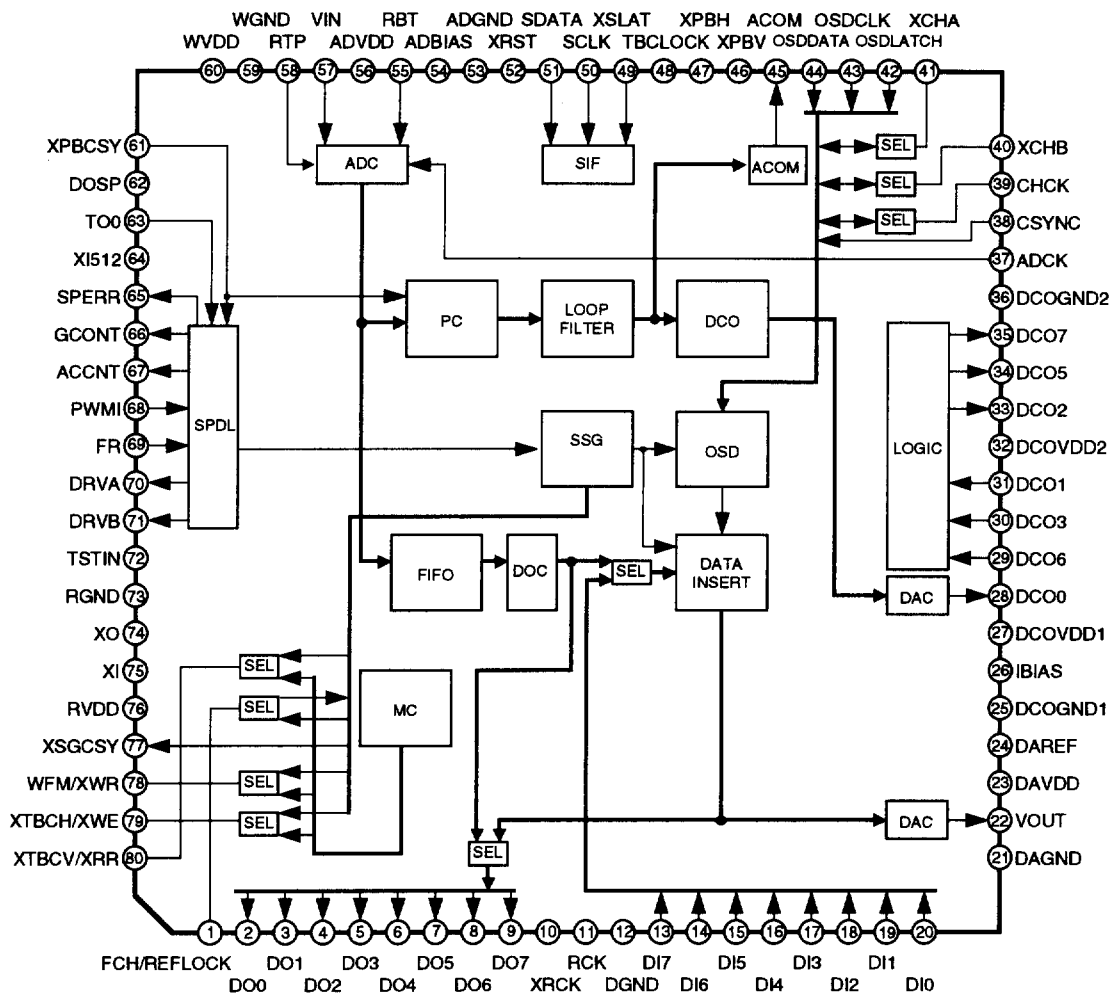 WGND VIN RBT ADGND SDATA XSLAT XPBH ACOM OSDCLK XCHA
WVDD RTP ADVDD ADBIAS XRST SCLK TBCLOCK XPBV OSDDATA OSDLATCH
60 59 58 57 56 55 54 53 52 51 50 49 48 47 46 45 44 43 42 41
XPBCSY 61
SEL
40 XCHB
ADC
SIF
ACOM
DOSP 62
SEL
39 CHCK
TO0 63
SEL
38 CSYNC
XI512 64
37 ADCK
SPERR 65
36 DCOGND2
GCONT 66
PC
LOOP
FILTER
DCO
35 DCO7
ACCNT 67
34 DCO5
PWMI 68
33 DCO2
SPDL
FR 69
SSG
OSD
LOGIC
32 DCOVDD2
DRVA 70
31 DCO1
DRVB 71
30 DCO3
TSTIN 72
FIFO
DOC
SEL
DATA
INSERT
29 DCO6
RGND 73
DAC
28 DCO0
XO 74
27 DCOVDD1
XI 75
SEL
26 IBIAS
RVDD 76
SEL
MC
25 DCOGND1
XSGCSY 77
24 DAREF
WFM/XWR 78
SEL
23 DAVDD
XTBCH/XWE 79
SEL
DAC
22 VOUT
XTBCV/XRR 80
SEL
21 DAGND
1 2 3 4 5 6 7 8 9 10 11 12 13 14 15 16 17 18 19 20
FCH/REFLOCK DO1 DO3 DO5 DO7 RCK DI7 DI5 DI3 DI1
DO0 DO2 DO4 DO6 XRCK DGND DI6 DI4 DI2 DI0